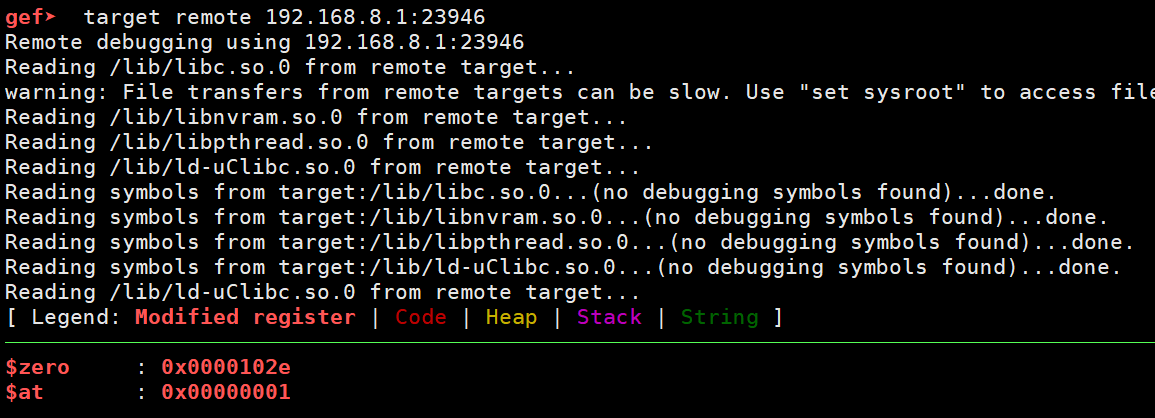 gef➤  target remote 192.168.8.1:23946
Remote debugging using 192.168.8.1:23946
Reading /lib/libc.so.0 from remote target...
warning: File transfers from remote targets can be slow. Use "set sysroot" to access file
Reading /lib/libnvram.so.0 from remote target...
Reading /lib/libpthread.so.0 from remote target...
Reading /lib/ld-uClibc.so.0 from remote target...
Reading symbols from target:/lib/libc.so.0...(no debugging symbols found)...done.
Reading symbols from target:/lib/libnvram.so.0...(no debugging symbols found)...done.
Reading symbols from target:/lib/libpthread.so.0...(no debugging symbols found)...done.
Reading symbols from target:/lib/ld-uClibc.so.0...(no debugging symbols found)...done.
Reading /lib/ld-uClibc.so.0 from remote target...
[ Legend: Modified register | Code | Heap | Stack | String ]
$zero     : 0x0000102e
$at       : 0x00000001